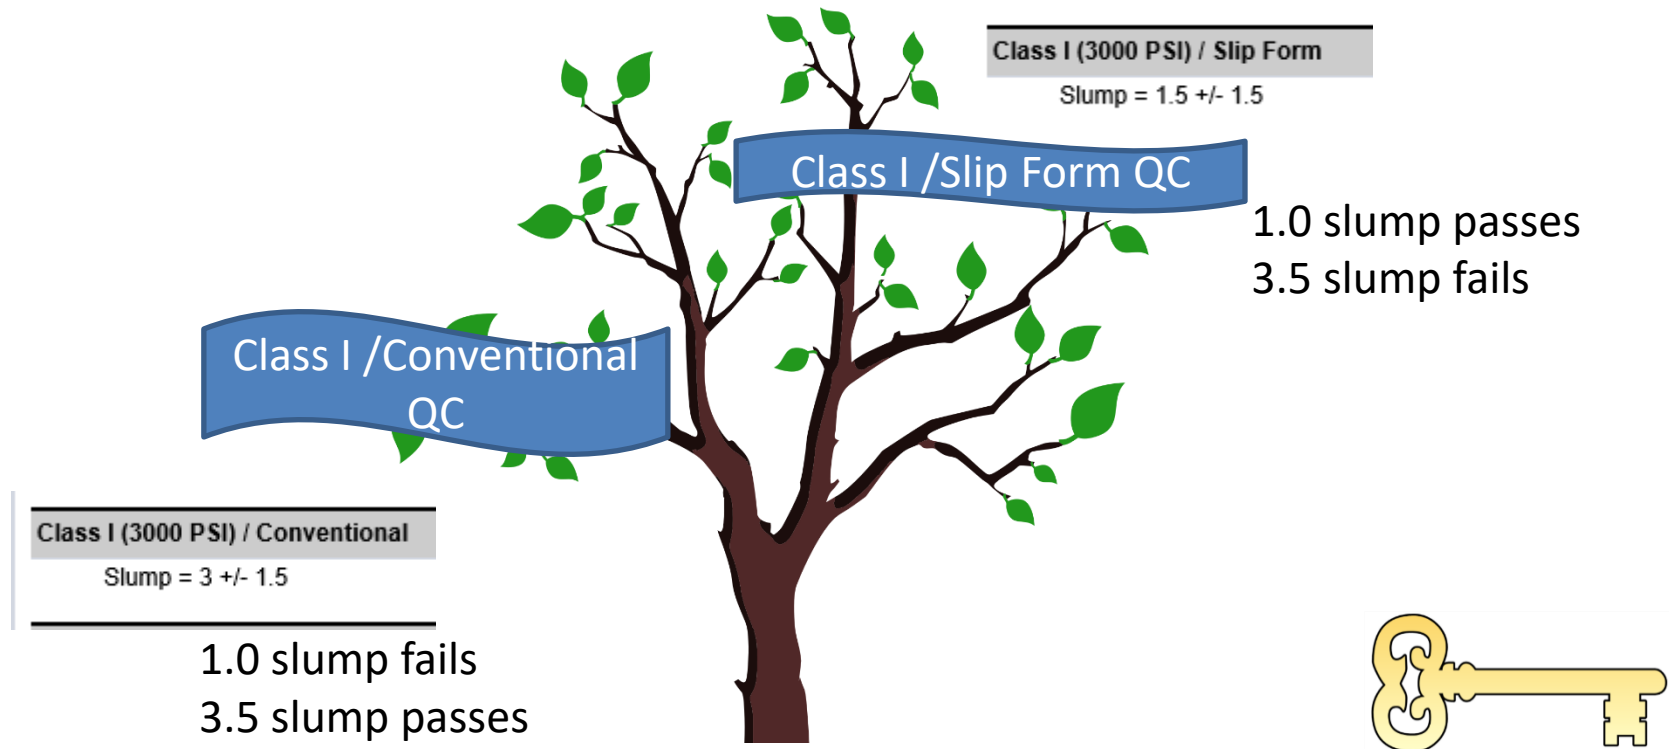 Class I (3000 PSI) / Slip Form
Slump = 1.5 +/- 1.5
Class I /Slip Form QC
1.0 slump passes
3.5 slump fails
Class I /Conventional
QC
Class I (3000 PSI) / Conventional
Slump = 3 +/- 1.5
1.0 slump fails
3.5 slump passes